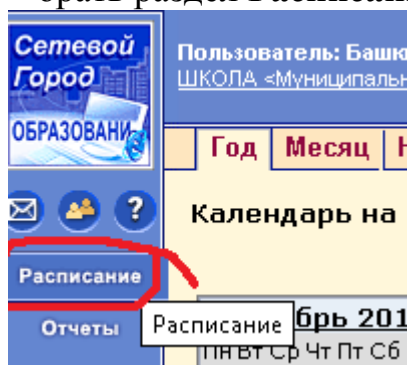 брать раздел Расписани
Сетевой
Город
ОБРАЗОВАНИ
Пользователь: Башк
ШКОЛА «Муниципальн
Год Месяц Н
Календарь на
Расписание
Отчеты
Расписание
брь 201
Пн Вт Ср Чт Пт Сб